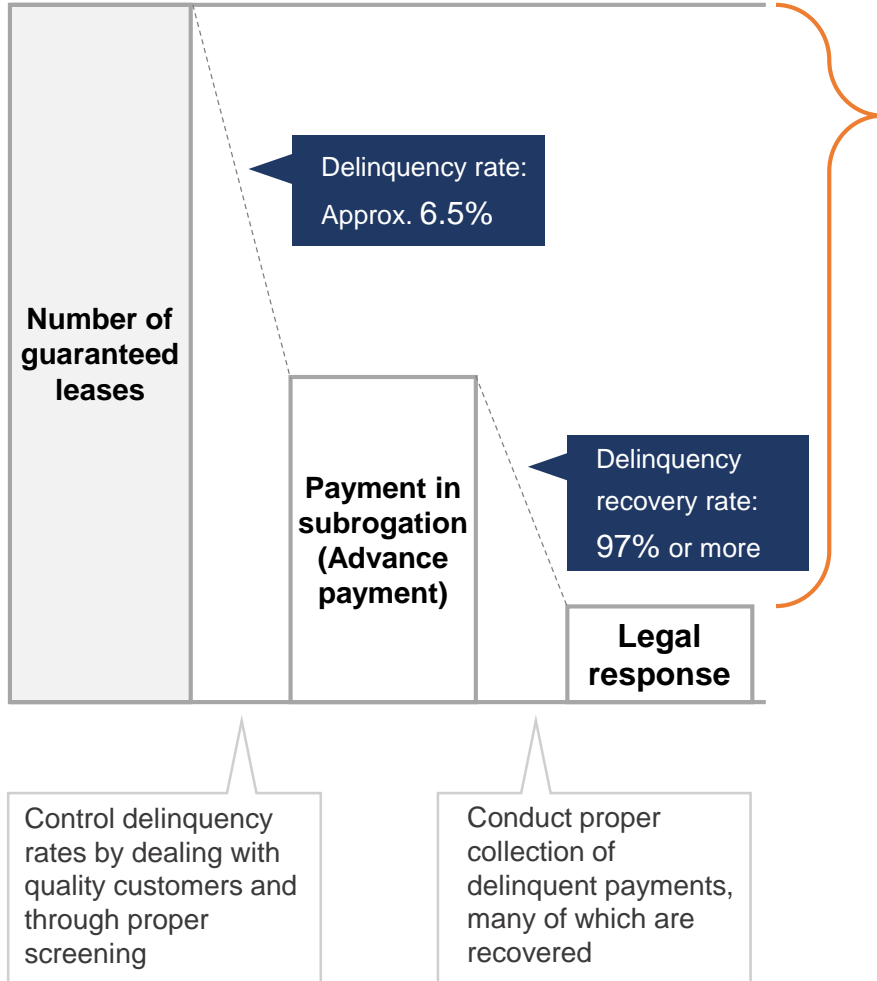 Delinquency rate:
Approx. 6.5%
Number of
guaranteed
leases
Payment in
subrogation
(Advance
payment)
Delinquency
recovery rate:
97% or more
Legal
response
Control delinquency
rates by dealing with
quality customers and
through proper
screening
Conduct proper
collection of
delinquent payments,
many of which are
recovered